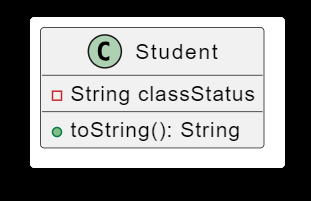 C Student
String classStatus
toString(): String